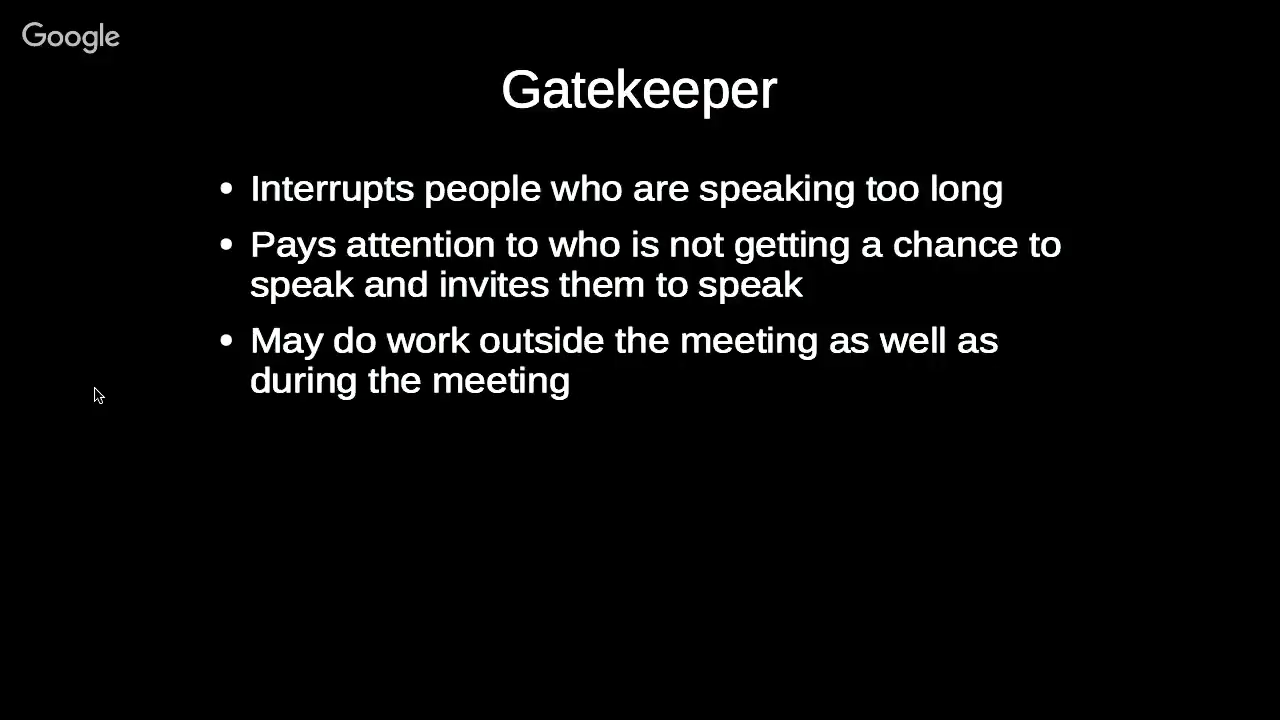 Google
Gatekeeper
• Interrupts people who are speaking too long
• Pays attention to who is not getting a chance to
speak and invites them to speak
• May do work outside the meeting as well as
during the meeting